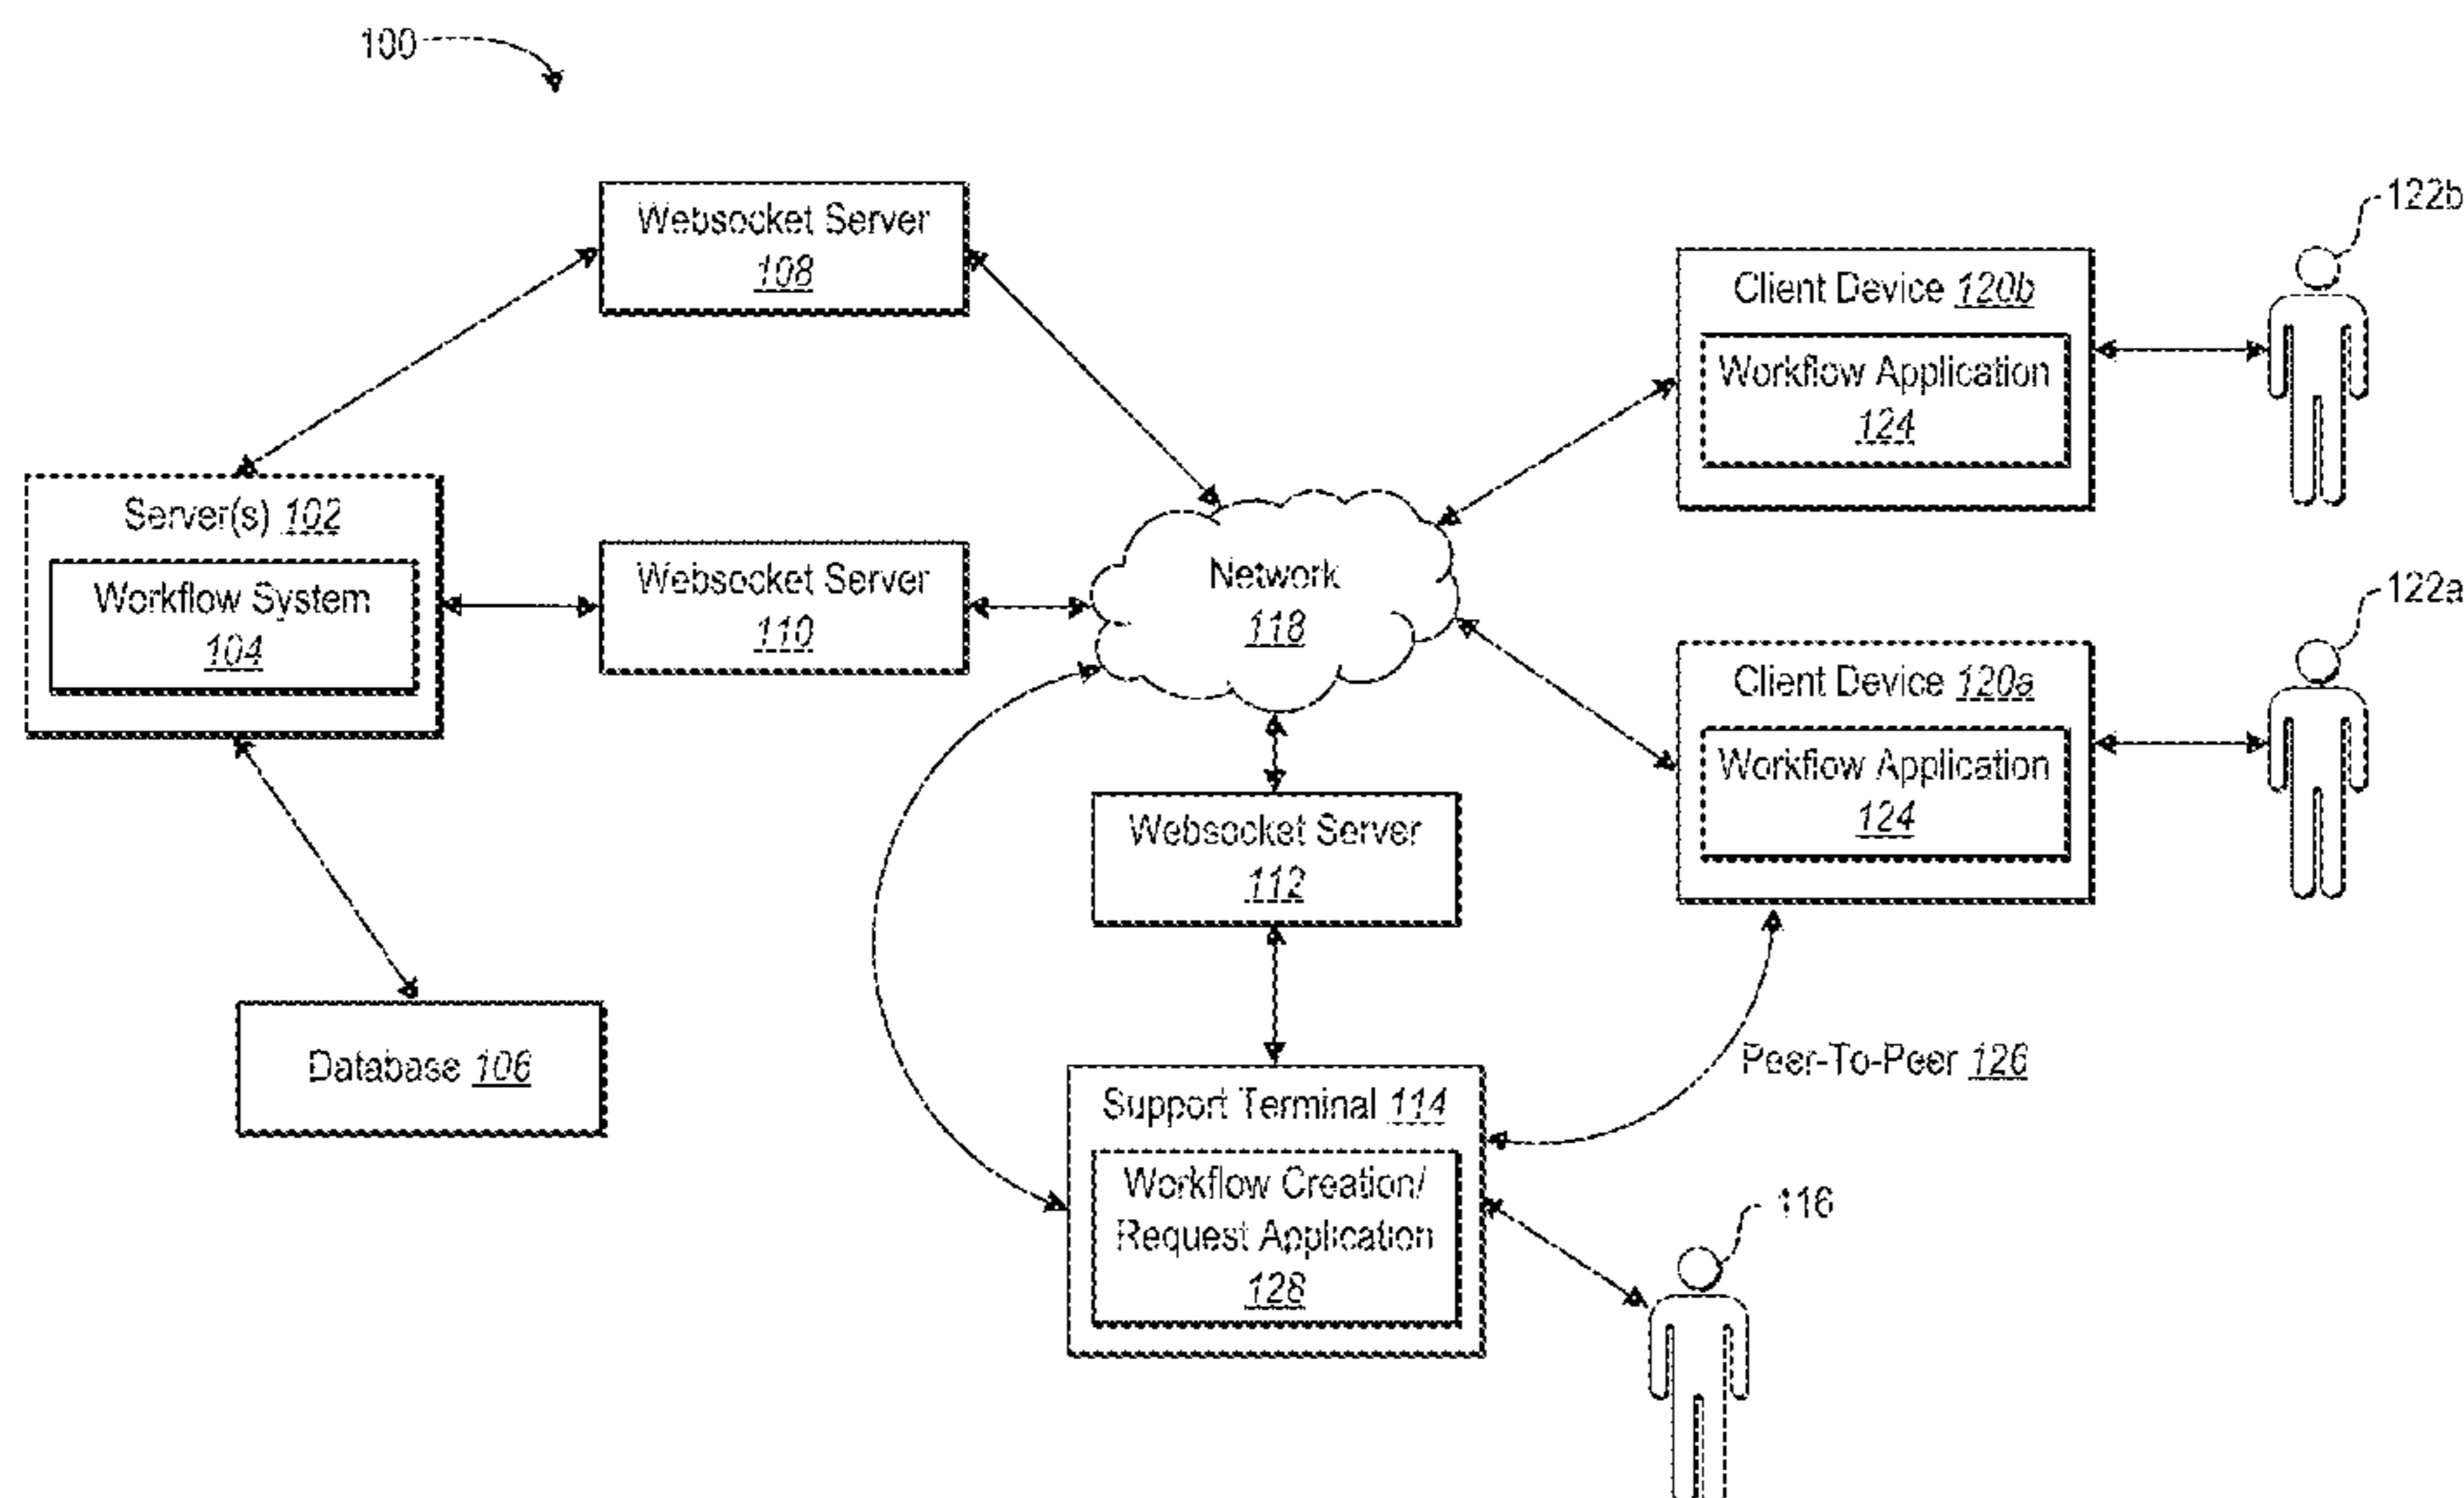 100
Websocket Server
108
122b
Client Device 120b
Workflow Application
124
Server(s) 102
Workflow System
104
Websocket Server
110
Network
118
122a
Client Device 120a
Workflow Application
124
Websocket Server
112
Database 106
Peer-To-Peer 126
Support Terminal 114
Workflow Creation/
Request Application
128
116